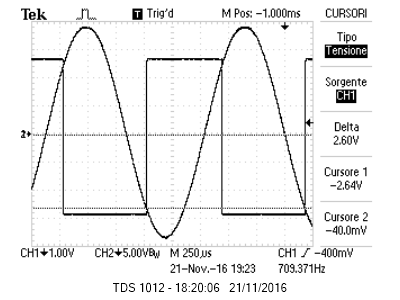 Tek T Trig'd M Pos: -1.000ms CURSORI
Tipo
Tensione
Sorgente
CH1
Delta
2.60V
2
Cursore 1
-2.64V
Cursore 2
-40.0mV
CH1 1.00V CH2 5.00VBW M 250µs CH1 -400mV
21-Nov.-16 19:23 709.371Hz
TDS 1012 - 18:20:06 21/11/2016